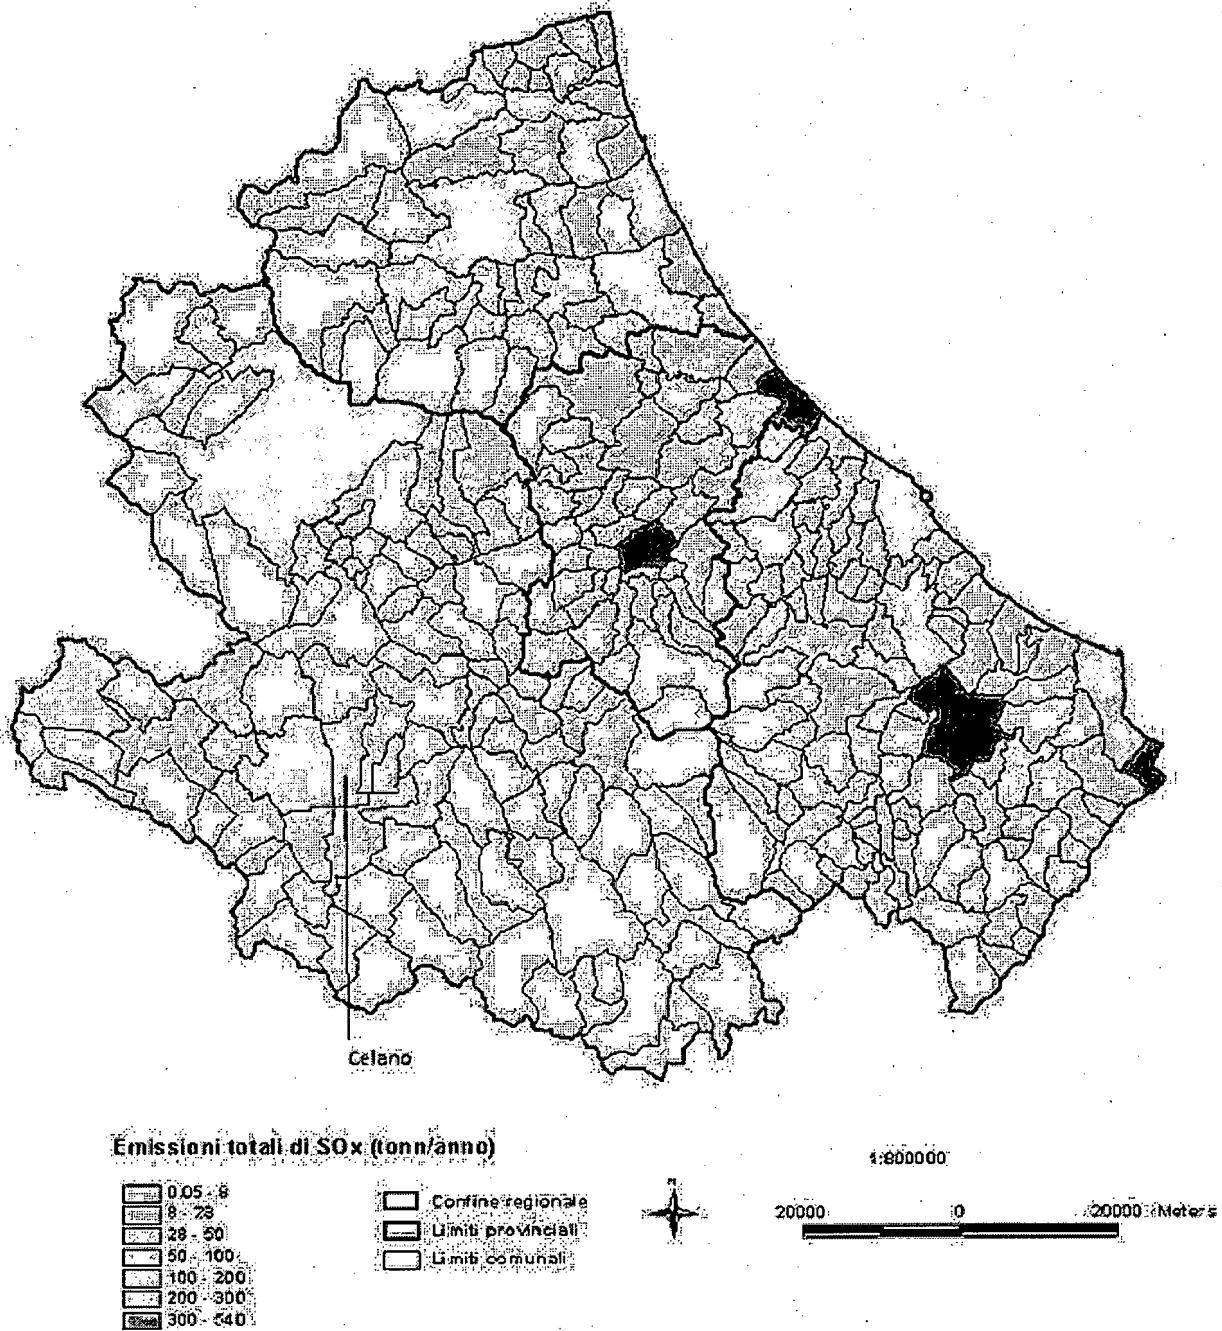 Celano
Emissioni totali di SOx (tonn/anno)
0.05 - 8
8 - 28
28 - 50
50 - 100
100 - 200
200 - 300
300 - 540
Confine regionale
Limiti provinciali
Limiti comunali
N
1:800000
20000 0 20000 Meters